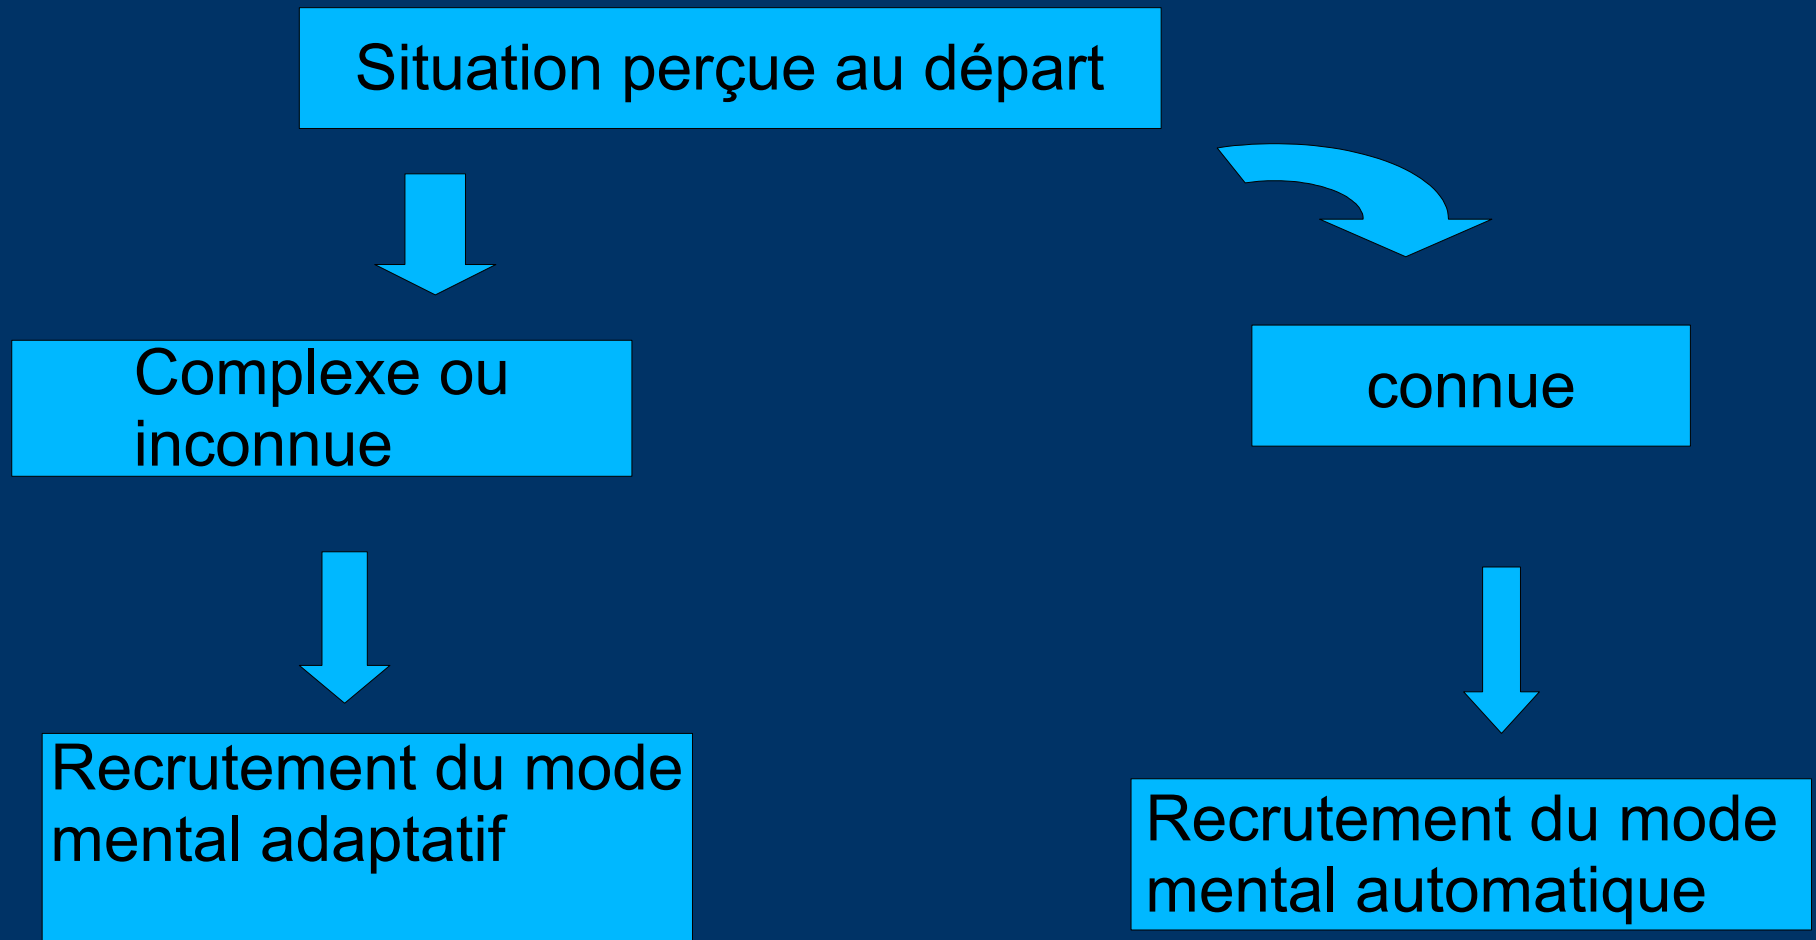 Situation perçue au départ
Complexe ou
inconnue
connue
Recrutement du mode
mental adaptatif
Recrutement du mode
mental automatique